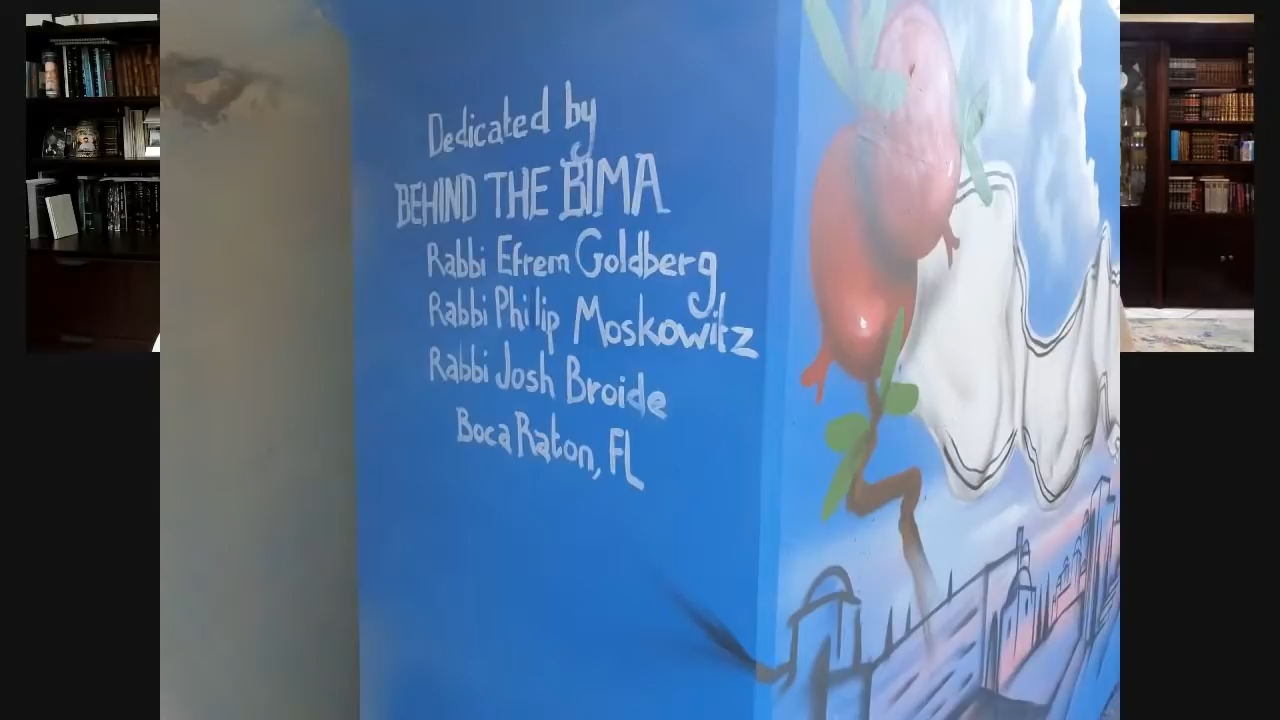 Dedicated by
BEHIND THE BIMA
Rabbi Efrem Goldberg
Rabbi Philip Moskowitz
Rabbi Josh Broide
Boca Raton, FL